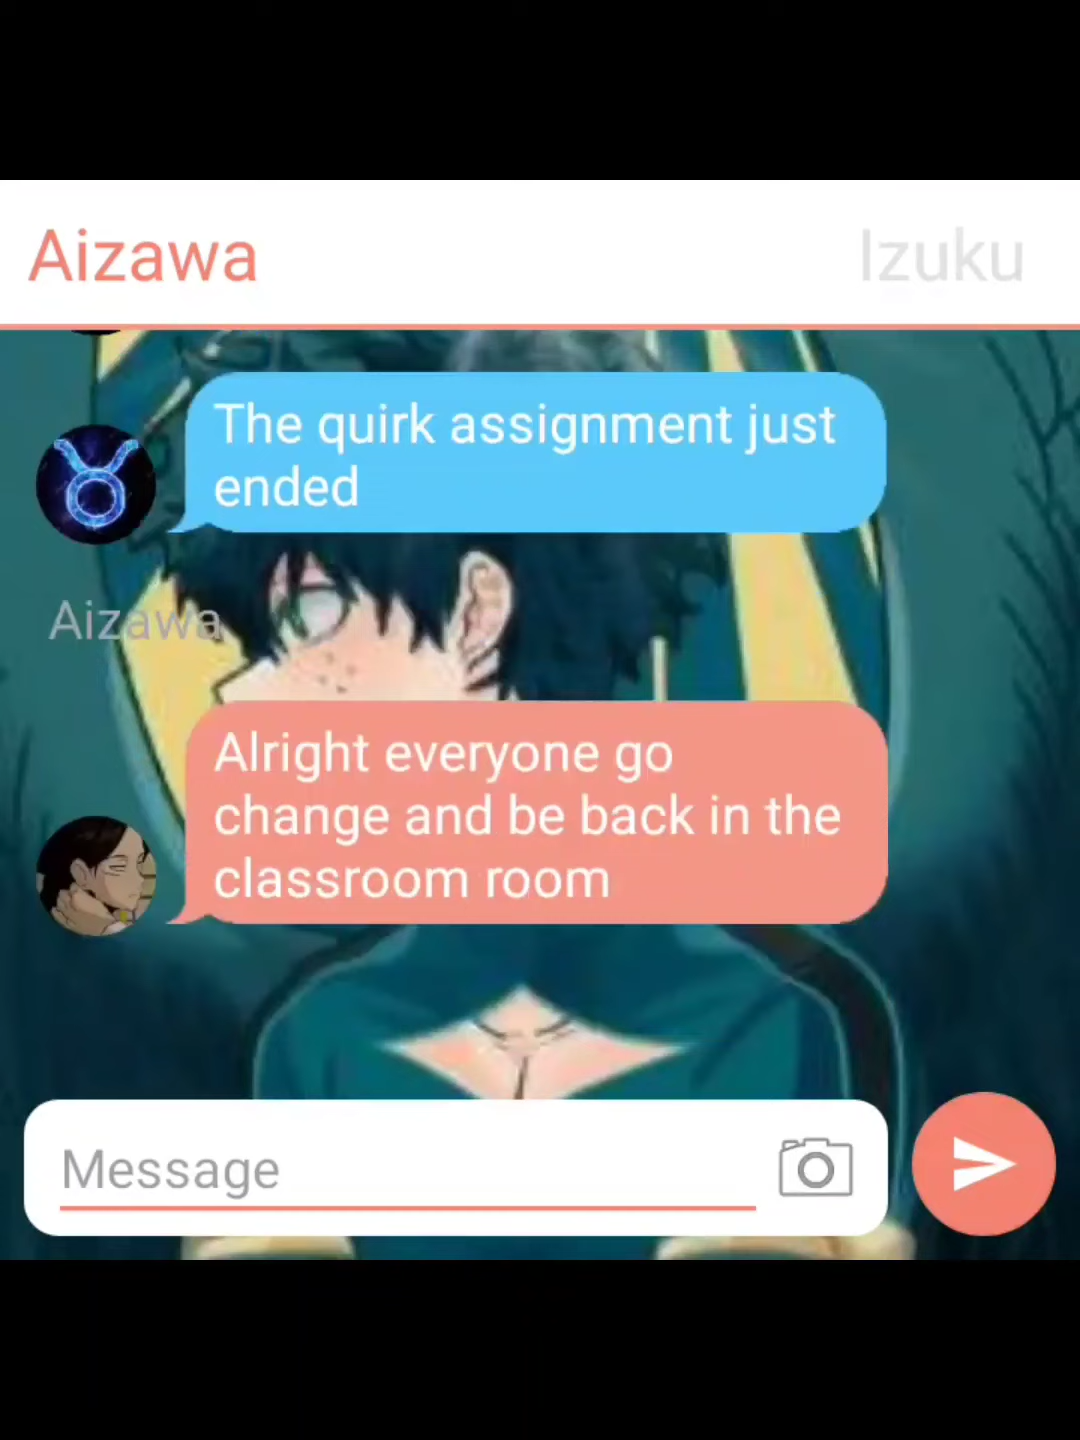 Aizawa
Izuku
The quirk assignment just
ended
Aizawa
Alright everyone go
change and be back in the
classroom room
Message